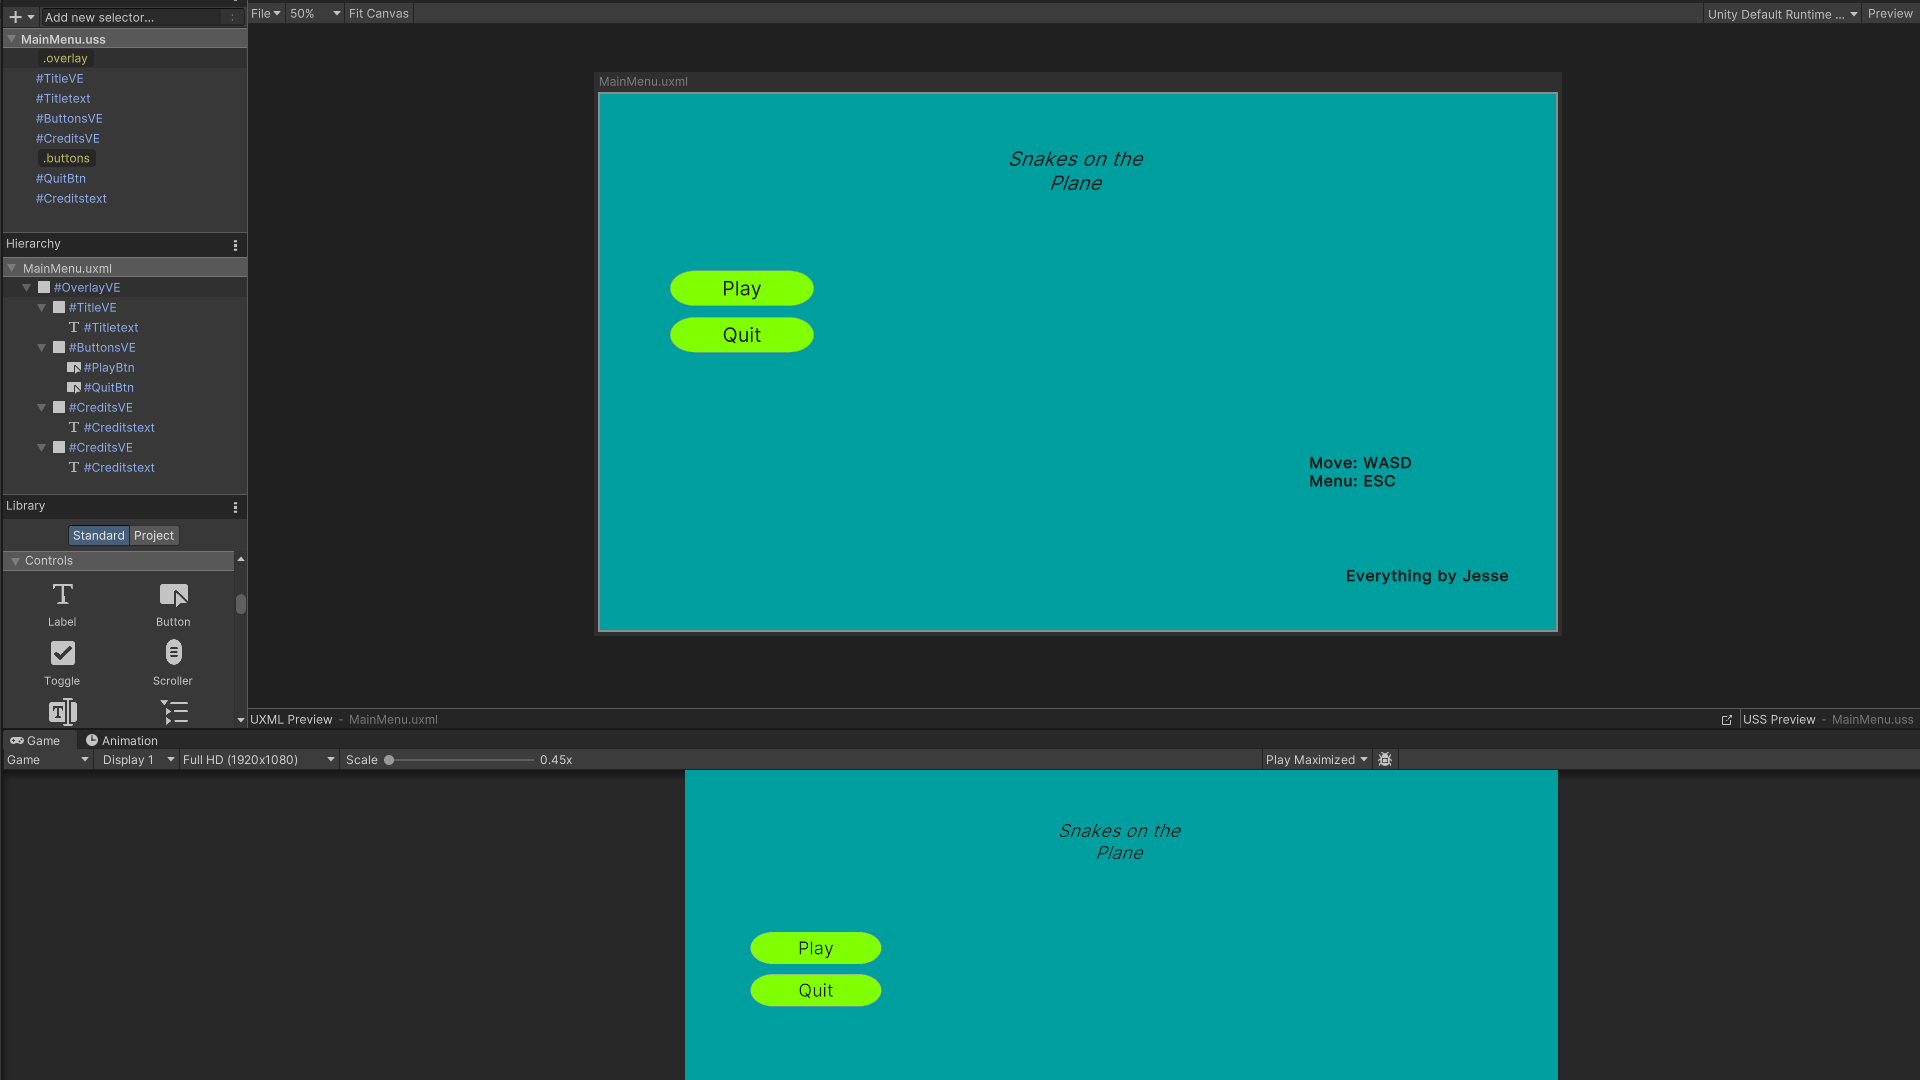 Add new selector...
File
50%
Fit Canvas
Unity Default Runtime ...
Preview
MainMenu.uss
.overlay
#TitleVE
#Titletext
#ButtonsVE
#CreditsVE
.buttons
#QuitBtn
#Creditstext
Hierarchy
MainMenu.uxml
#OverlayVE
#TitleVE
#Titletext
#ButtonsVE
#PlayBtn
#QuitBtn
#CreditsVE
#Creditstext
#CreditsVE
#Creditstext
Library
Standard
Project
Controls
Label
Button
Toggle
Scroller
MainMenu.uxml
Snakes on the
Plane
Play
Quit
Move: WASD
Menu: ESC
Everything by Jesse
UXML Preview - MainMenu.uxml
USS Preview - MainMenu.uss
Game
Animation
Game
Display 1
Full HD (1920x1080)
Scale
0.45x
Play Maximized
Snakes on the
Plane
Play
Quit